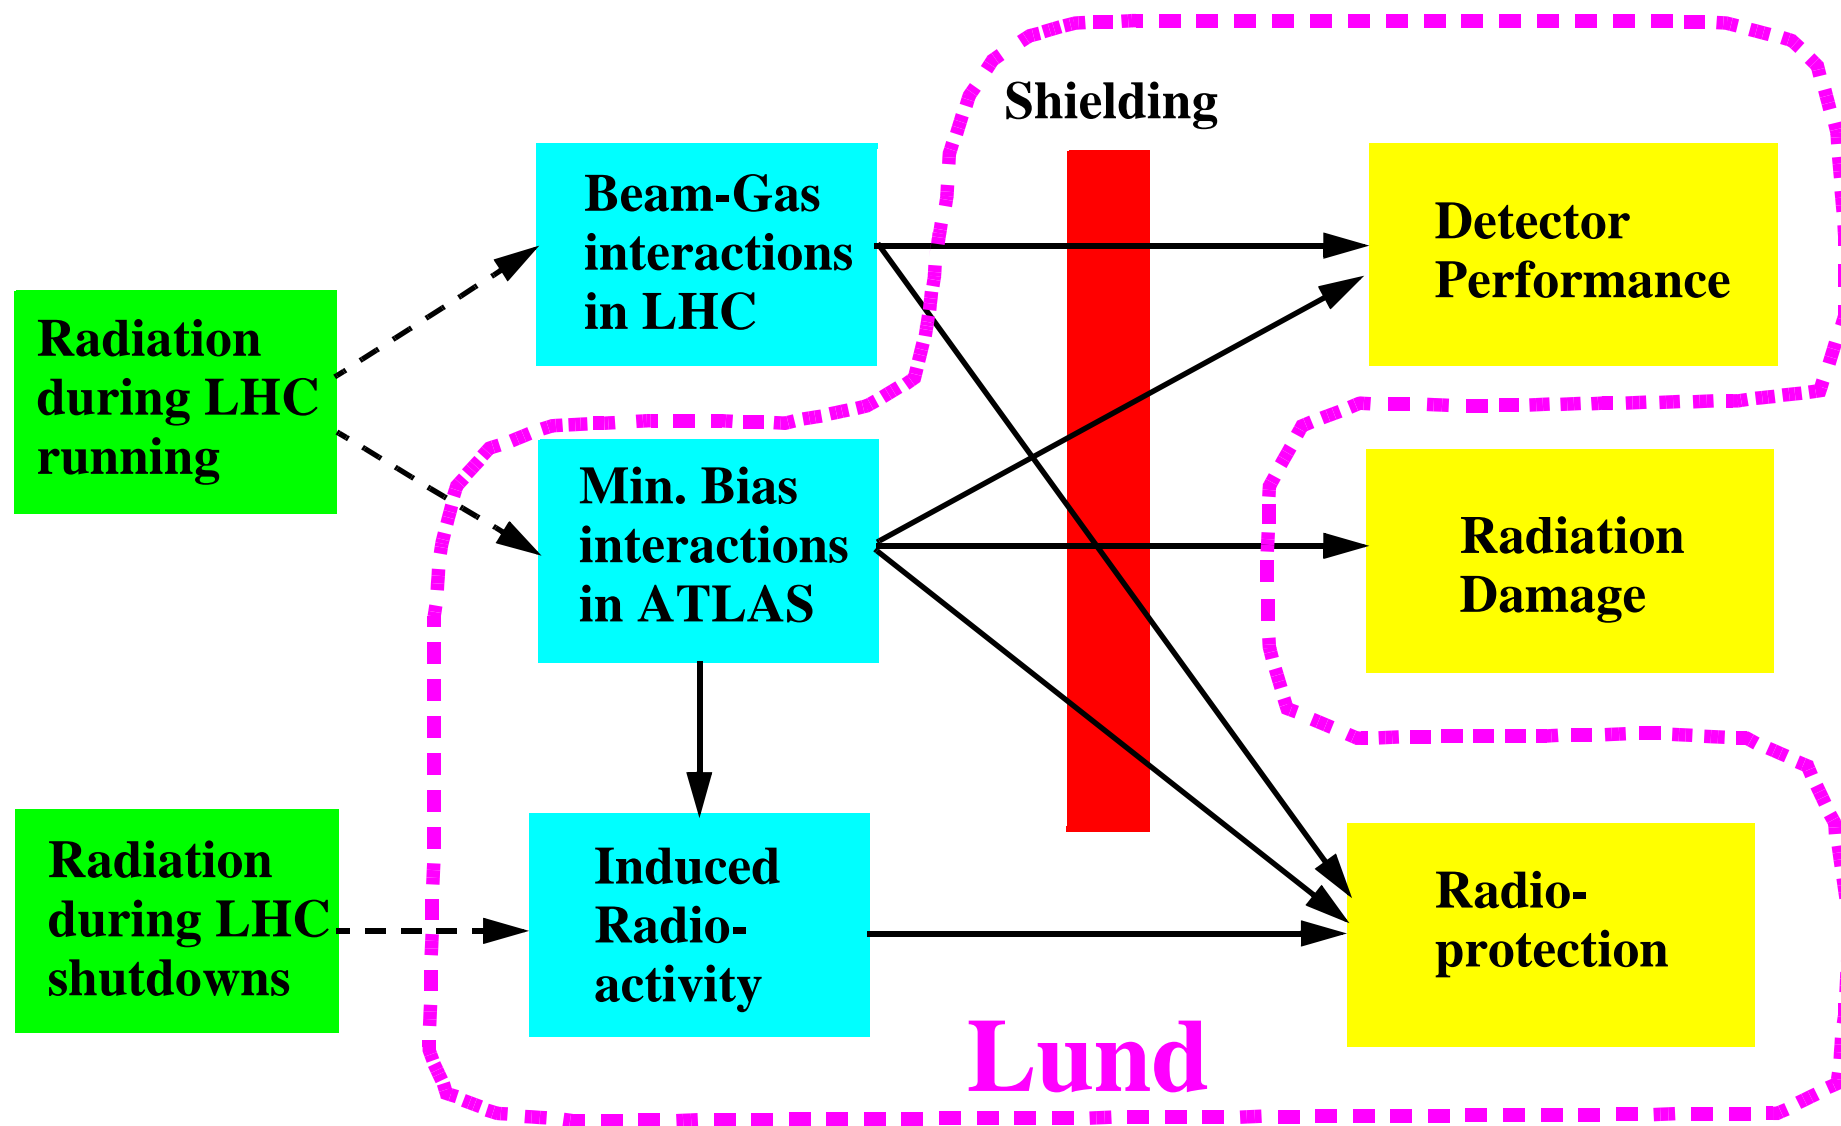 Shielding
Beam-Gas
interactions
in LHC
Detector
Performance
Radiation
during LHC
running
Min. Bias
interactions
in ATLAS
Radiation
Damage
Radiation
during LHC
shutdowns
Induced
Radio-
activity
Radio-
protection
Lund